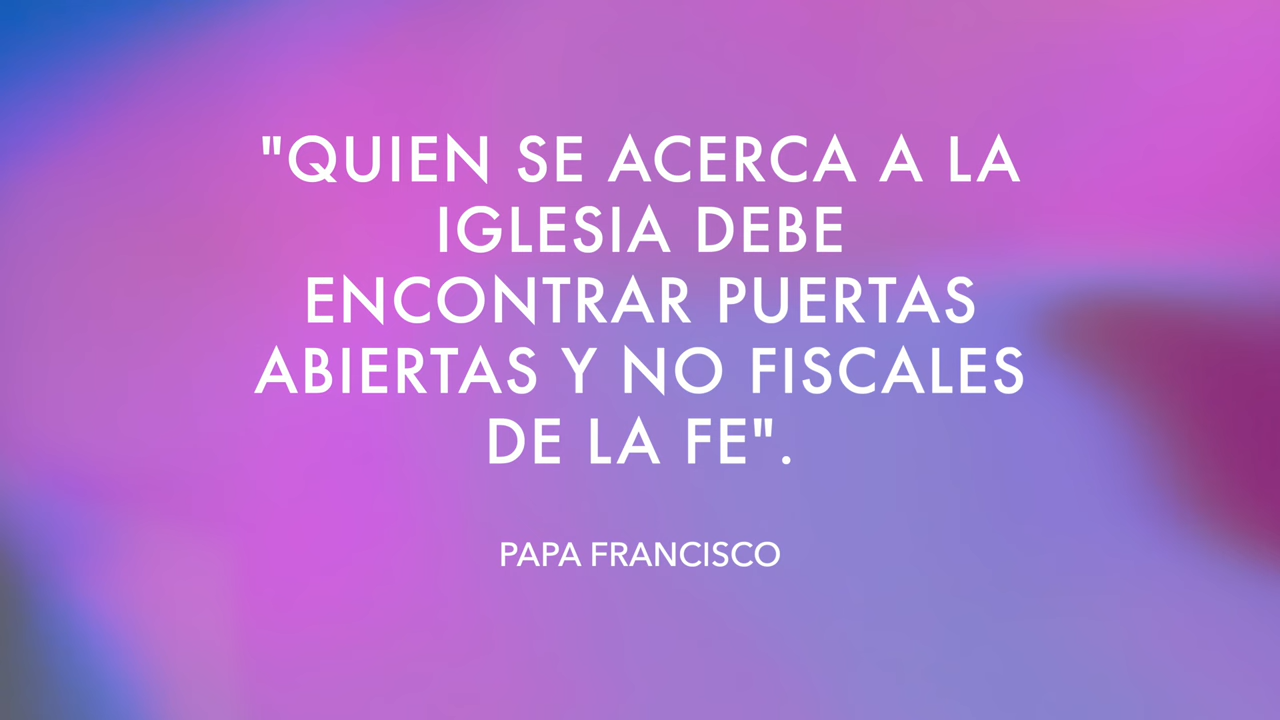 "QUIEN SE ACERCA A LA
IGLESIA DEBE
ENCONTRAR PUERTAS
ABIERTAS Y NO FISCALES
DE LA FE".
PAPA FRANCISCO